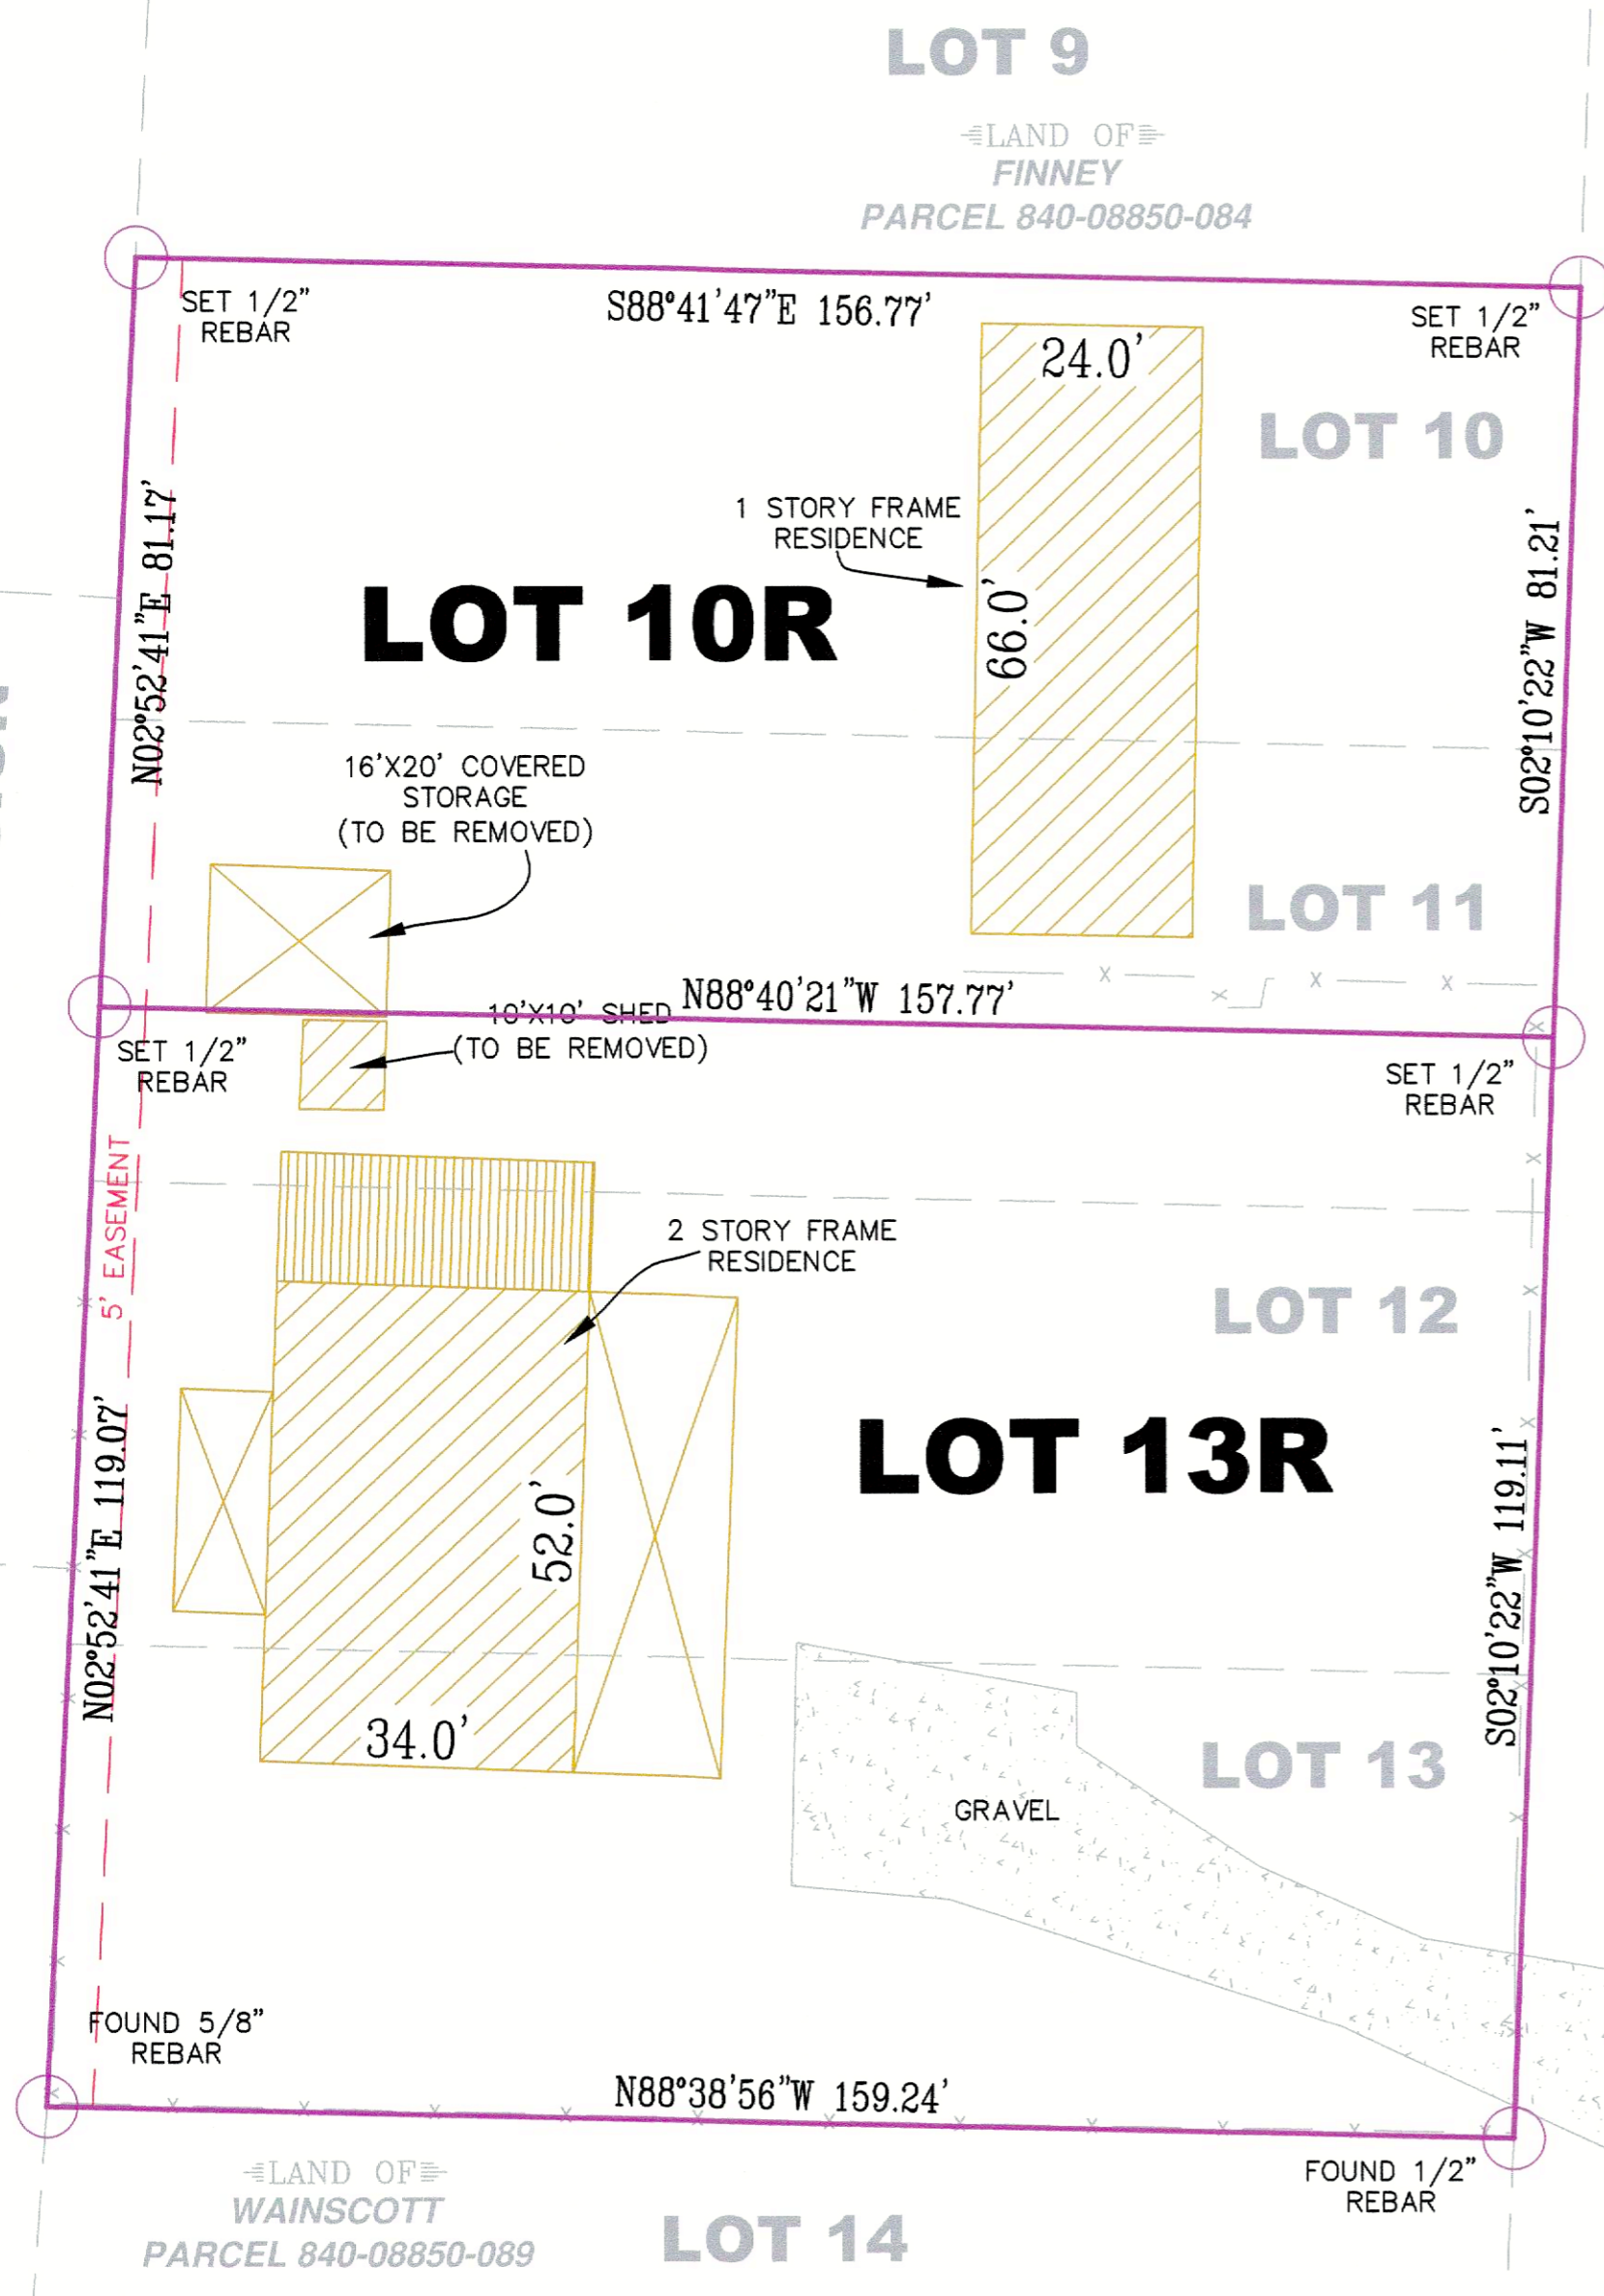 LOT 9
LAND OF
FINNEY
PARCEL 840-08850-084
SET 1/2"
REBAR
S88°41'47"E 156.77'
SET 1/2"
REBAR
24.0'
LOT 10
1 STORY FRAME
RESIDENCE
N02°52'41"E 81.17'
LOT 10R
66.0'
S02°10'22"W 81.21'
16'X20' COVERED
STORAGE
(TO BE REMOVED)
LOT 11
N88°40'21"W 157.77'
10'X10' SHED
(TO BE REMOVED)
SET 1/2"
REBAR
SET 1/2"
REBAR
5' EASEMENT
2 STORY FRAME
RESIDENCE
LOT 12
N02°52'41"E 119.07'
LOT 13R
52.0'
S02°10'22"W 119.11'
34.0'
LOT 13
GRAVEL
FOUND 5/8"
REBAR
N88°38'56"W 159.24'
FOUND 1/2"
REBAR
LAND OF
WAINSCOTT
PARCEL 840-08850-089
LOT 14